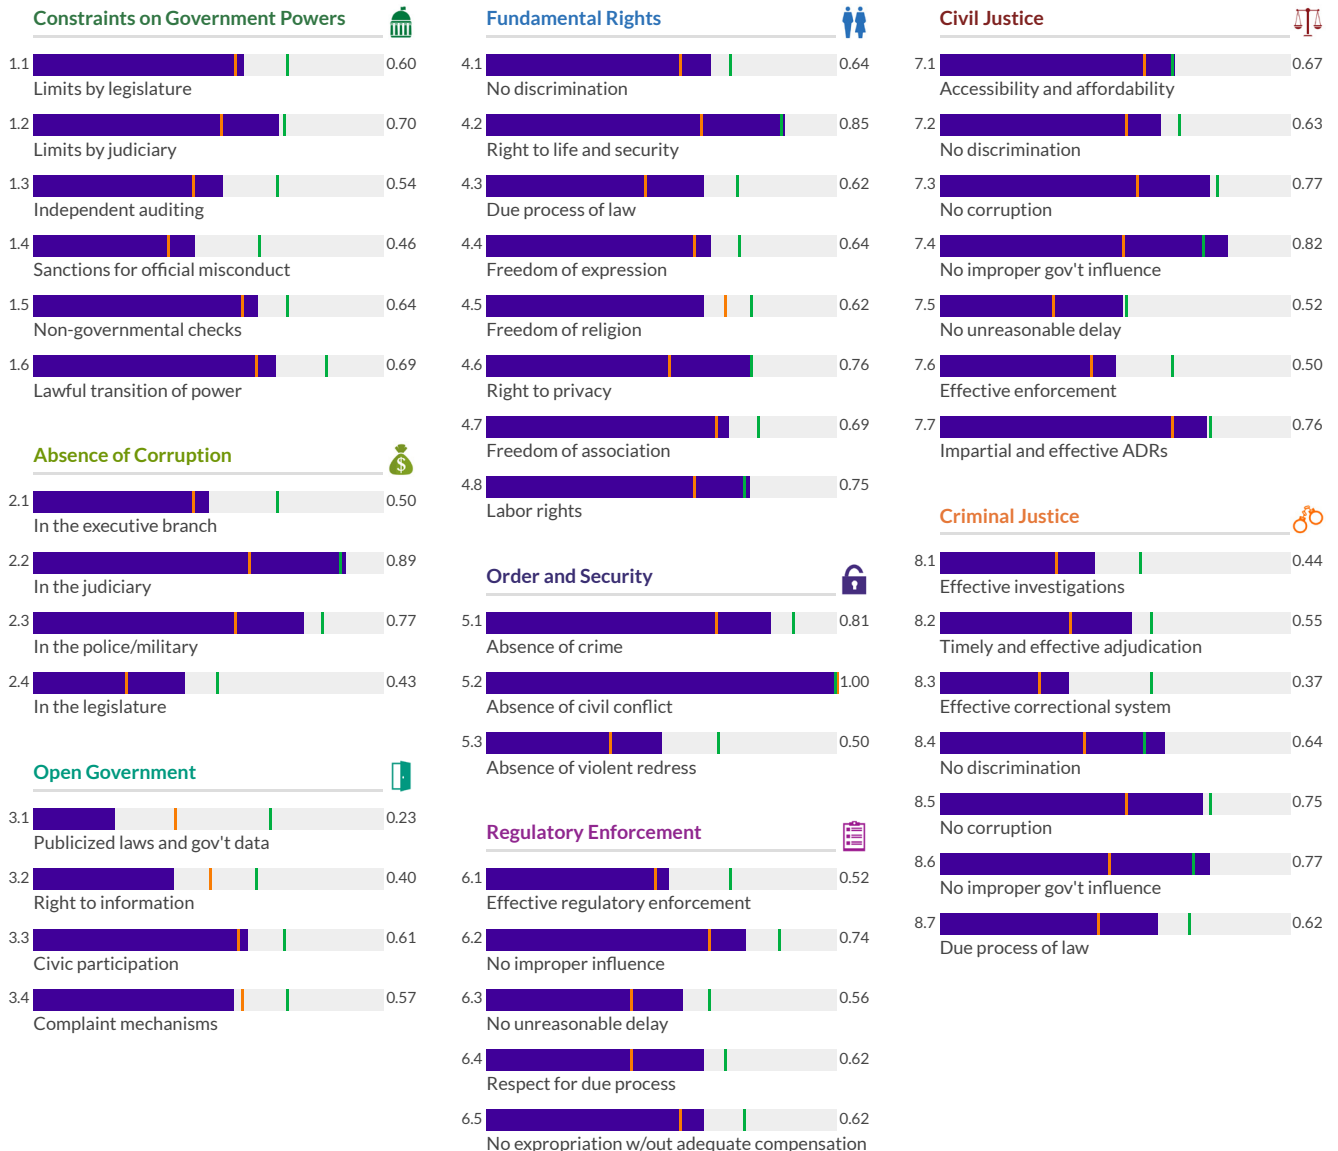 Constraints on Government Powers
1.1 0.60
Limits by legislature
1.2 0.70
Limits by judiciary
1.3 0.54
Independent auditing
1.4 0.46
Sanctions for official misconduct
1.5 0.64
Non-governmental checks
1.6 0.69
Lawful transition of power
Absence of Corruption
$
2.1 0.50
In the executive branch
2.2 0.89
In the judiciary
2.3 0.77
In the police/military
2.4 0.43
In the legislature
Open Government
3.1 0.23
Publicized laws and gov't data
3.2 0.40
Right to information
3.3 0.61
Civic participation
3.4 0.57
Complaint mechanisms
Fundamental Rights
4.1 0.64
No discrimination
4.2 0.85
Right to life and security
4.3 0.62
Due process of law
4.4 0.64
Freedom of expression
4.5 0.62
Freedom of religion
4.6 0.76
Right to privacy
4.7 0.69
Freedom of association
4.8 0.75
Labor rights
Order and Security
5.1 0.81
Absence of crime
5.2 1.00
Absence of civil conflict
5.3 0.50
Absence of violent redress
Regulatory Enforcement
6.1 0.52
Effective regulatory enforcement
6.2 0.74
No improper influence
6.3 0.56
No unreasonable delay
6.4 0.62
Respect for due process
6.5 0.62
No expropriation w/out adequate compensation
Civil Justice
7.1 0.67
Accessibility and affordability
7.2 0.63
No discrimination
7.3 0.77
No corruption
7.4 0.82
No improper gov't influence
7.5 0.52
No unreasonable delay
7.6 0.50
Effective enforcement
7.7 0.76
Impartial and effective ADRs
Criminal Justice
8.1 0.44
Effective investigations
8.2 0.55
Timely and effective adjudication
8.3 0.37
Effective correctional system
8.4 0.64
No discrimination
8.5 0.75
No corruption
8.6 0.77
No improper gov't influence
8.7 0.62
Due process of law